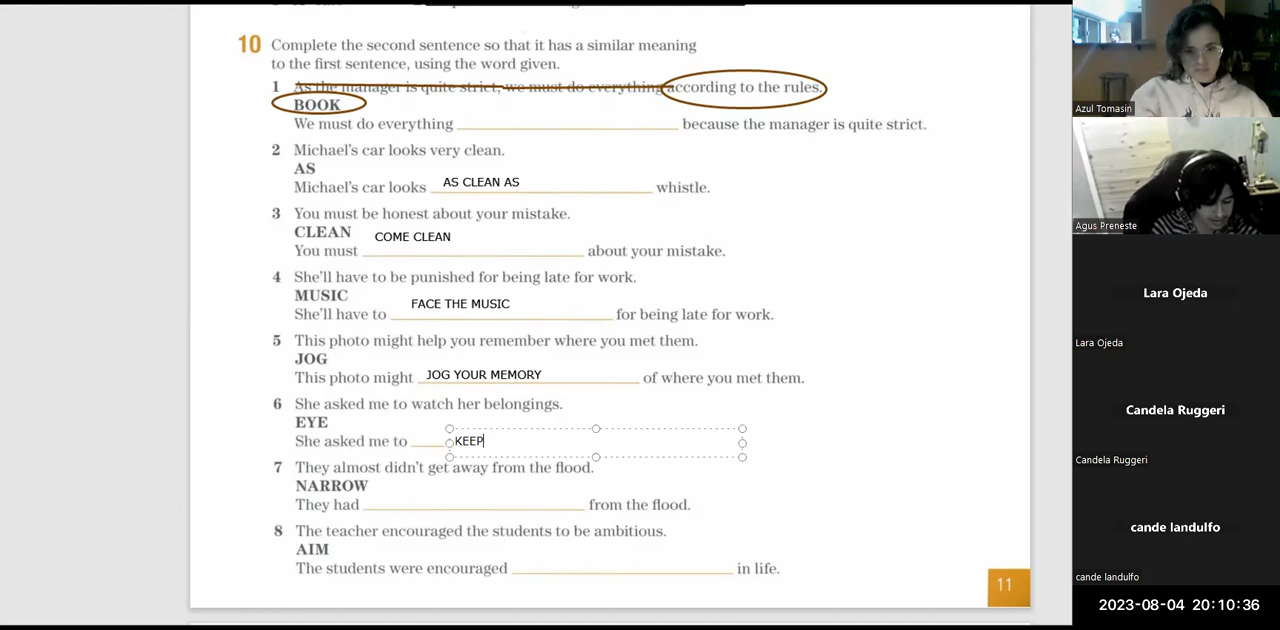 10 Complete the second sentence so that it has a similar meaning
to the first sentence, using the word given.
1 As the manager is quite strict, we must do everything according to the rules.
BOOK
We must do everything ______ because the manager is quite strict.
2 Michael's car looks very clean.
AS
Michael's car looks AS CLEAN AS whistle.
3 You must be honest about your mistake.
CLEAN
You must COME CLEAN about your mistake.
4 She'll have to be punished for being late for work.
MUSIC
She'll have to FACE THE MUSIC for being late for work.
5 This photo might help you remember where you met them.
JOG
This photo might JOG YOUR MEMORY of where you met them.
6 She asked me to watch her belongings.
EYE
She asked me to KEEP
7 They almost didn't get away from the flood.
NARROW
They had ______ from the flood.
8 The teacher encouraged the students to be ambitious.
AIM
The students were encouraged ______ in life.
11
Azul Tomasin
Agus Preneste
Lara Ojeda
Lara Ojeda
Candela Ruggeri
Candela Ruggeri
cande landulfo
cande landulfo
2023-08-04 20:10:36